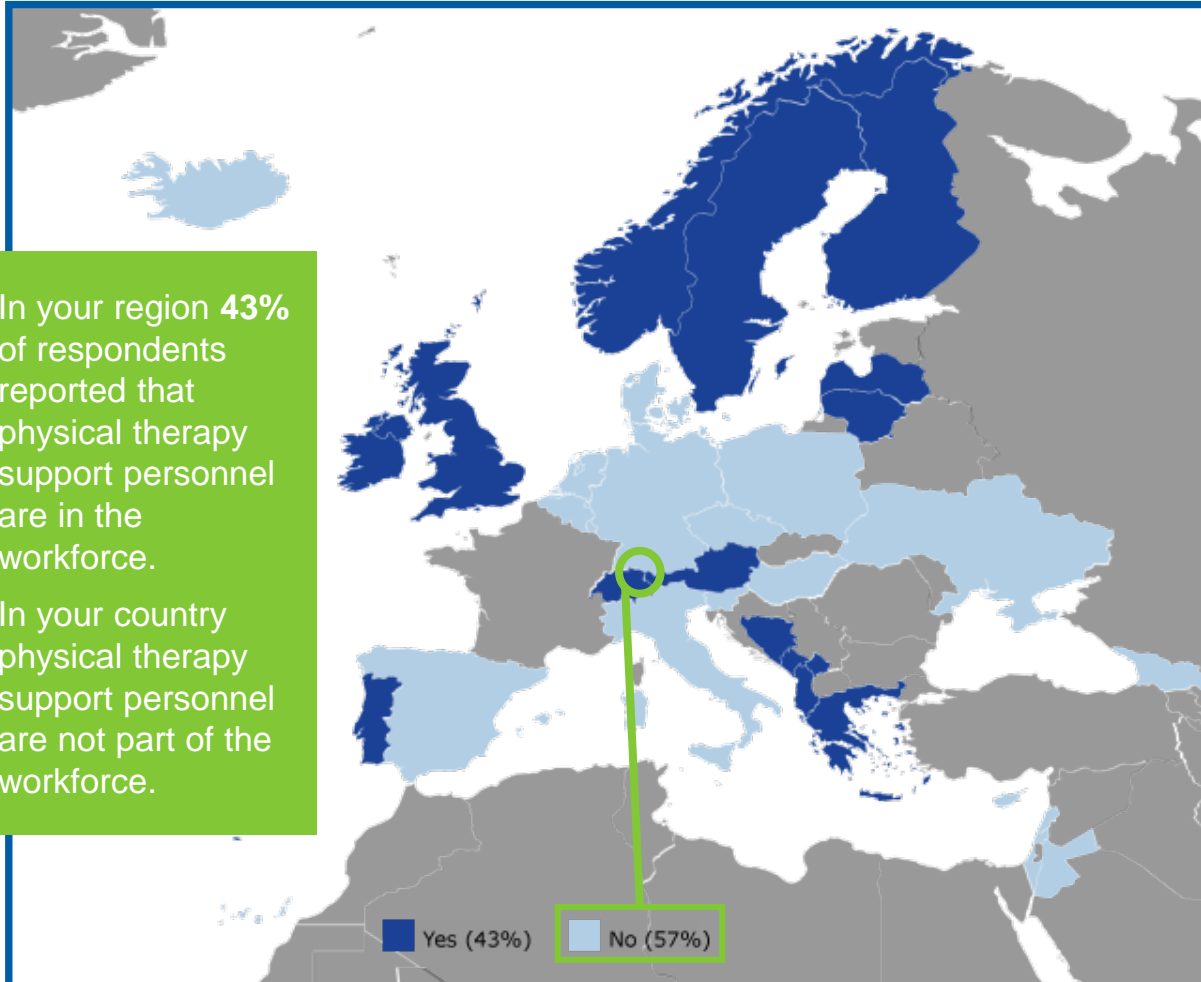 In your region 43%
of respondents
reported that
physical therapy
support personnel
are in the
workforce.
In your country
physical therapy
support personnel
are not part of the
workforce.
Yes (43%)
No (57%)